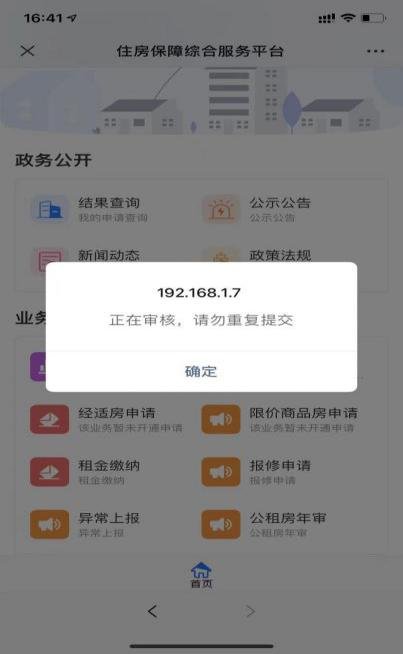 16:41
住房保障综合服务平台
政务公开
结果查询
我的申请查询
公示公告
公示公告
新闻动态
政策法规
业务
192.168.1.7
正在审核，请勿重复提交
确定
经适房申请
该业务暂未开通申请
限价商品房申请
该业务暂未开通申请
租金缴纳
租金缴纳
报修申请
报修申请
异常上报
异常上报
公租房年审
公租房年审
首页